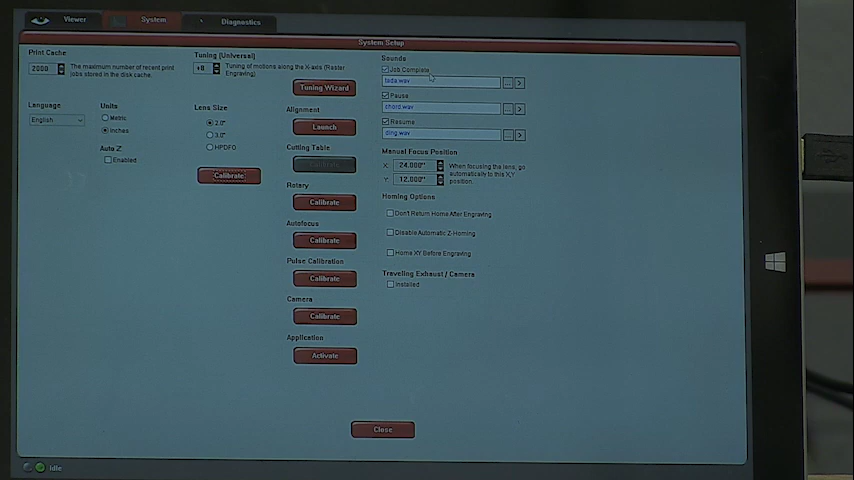 Viewer
System
Diagnostics
System Setup
Print Cache
2000
The maximum number of recent print
jobs stored in the disk cache.
Tuning (Universal)
+8
Tuning of motions along the X-axis (Raster
Engraving)
Tuning Wizard
Language
English
Units
Metric
Inches
Auto Z
Enabled
Lens Size
2.0"
3.0"
HPDFO
Calibrate
Alignment
Launch
Cutting Table
Calibrate
Rotary
Calibrate
Autofocus
Calibrate
Pulse Calibration
Calibrate
Camera
Calibrate
Application
Activate
Sounds
Job Complete
tada.wav
... >
Pause
chord.wav
... >
Resume
ding.wav
... >
Manual Focus Position
X: 24.000"
Y: 12.000"
When focusing the lens, go
automatically to this X,Y
position.
Homing Options
Don't Return Home After Engraving
Disable Automatic Z-Homing
Home XY Before Engraving
Traveling Exhaust / Camera
Installed
Close
Idle